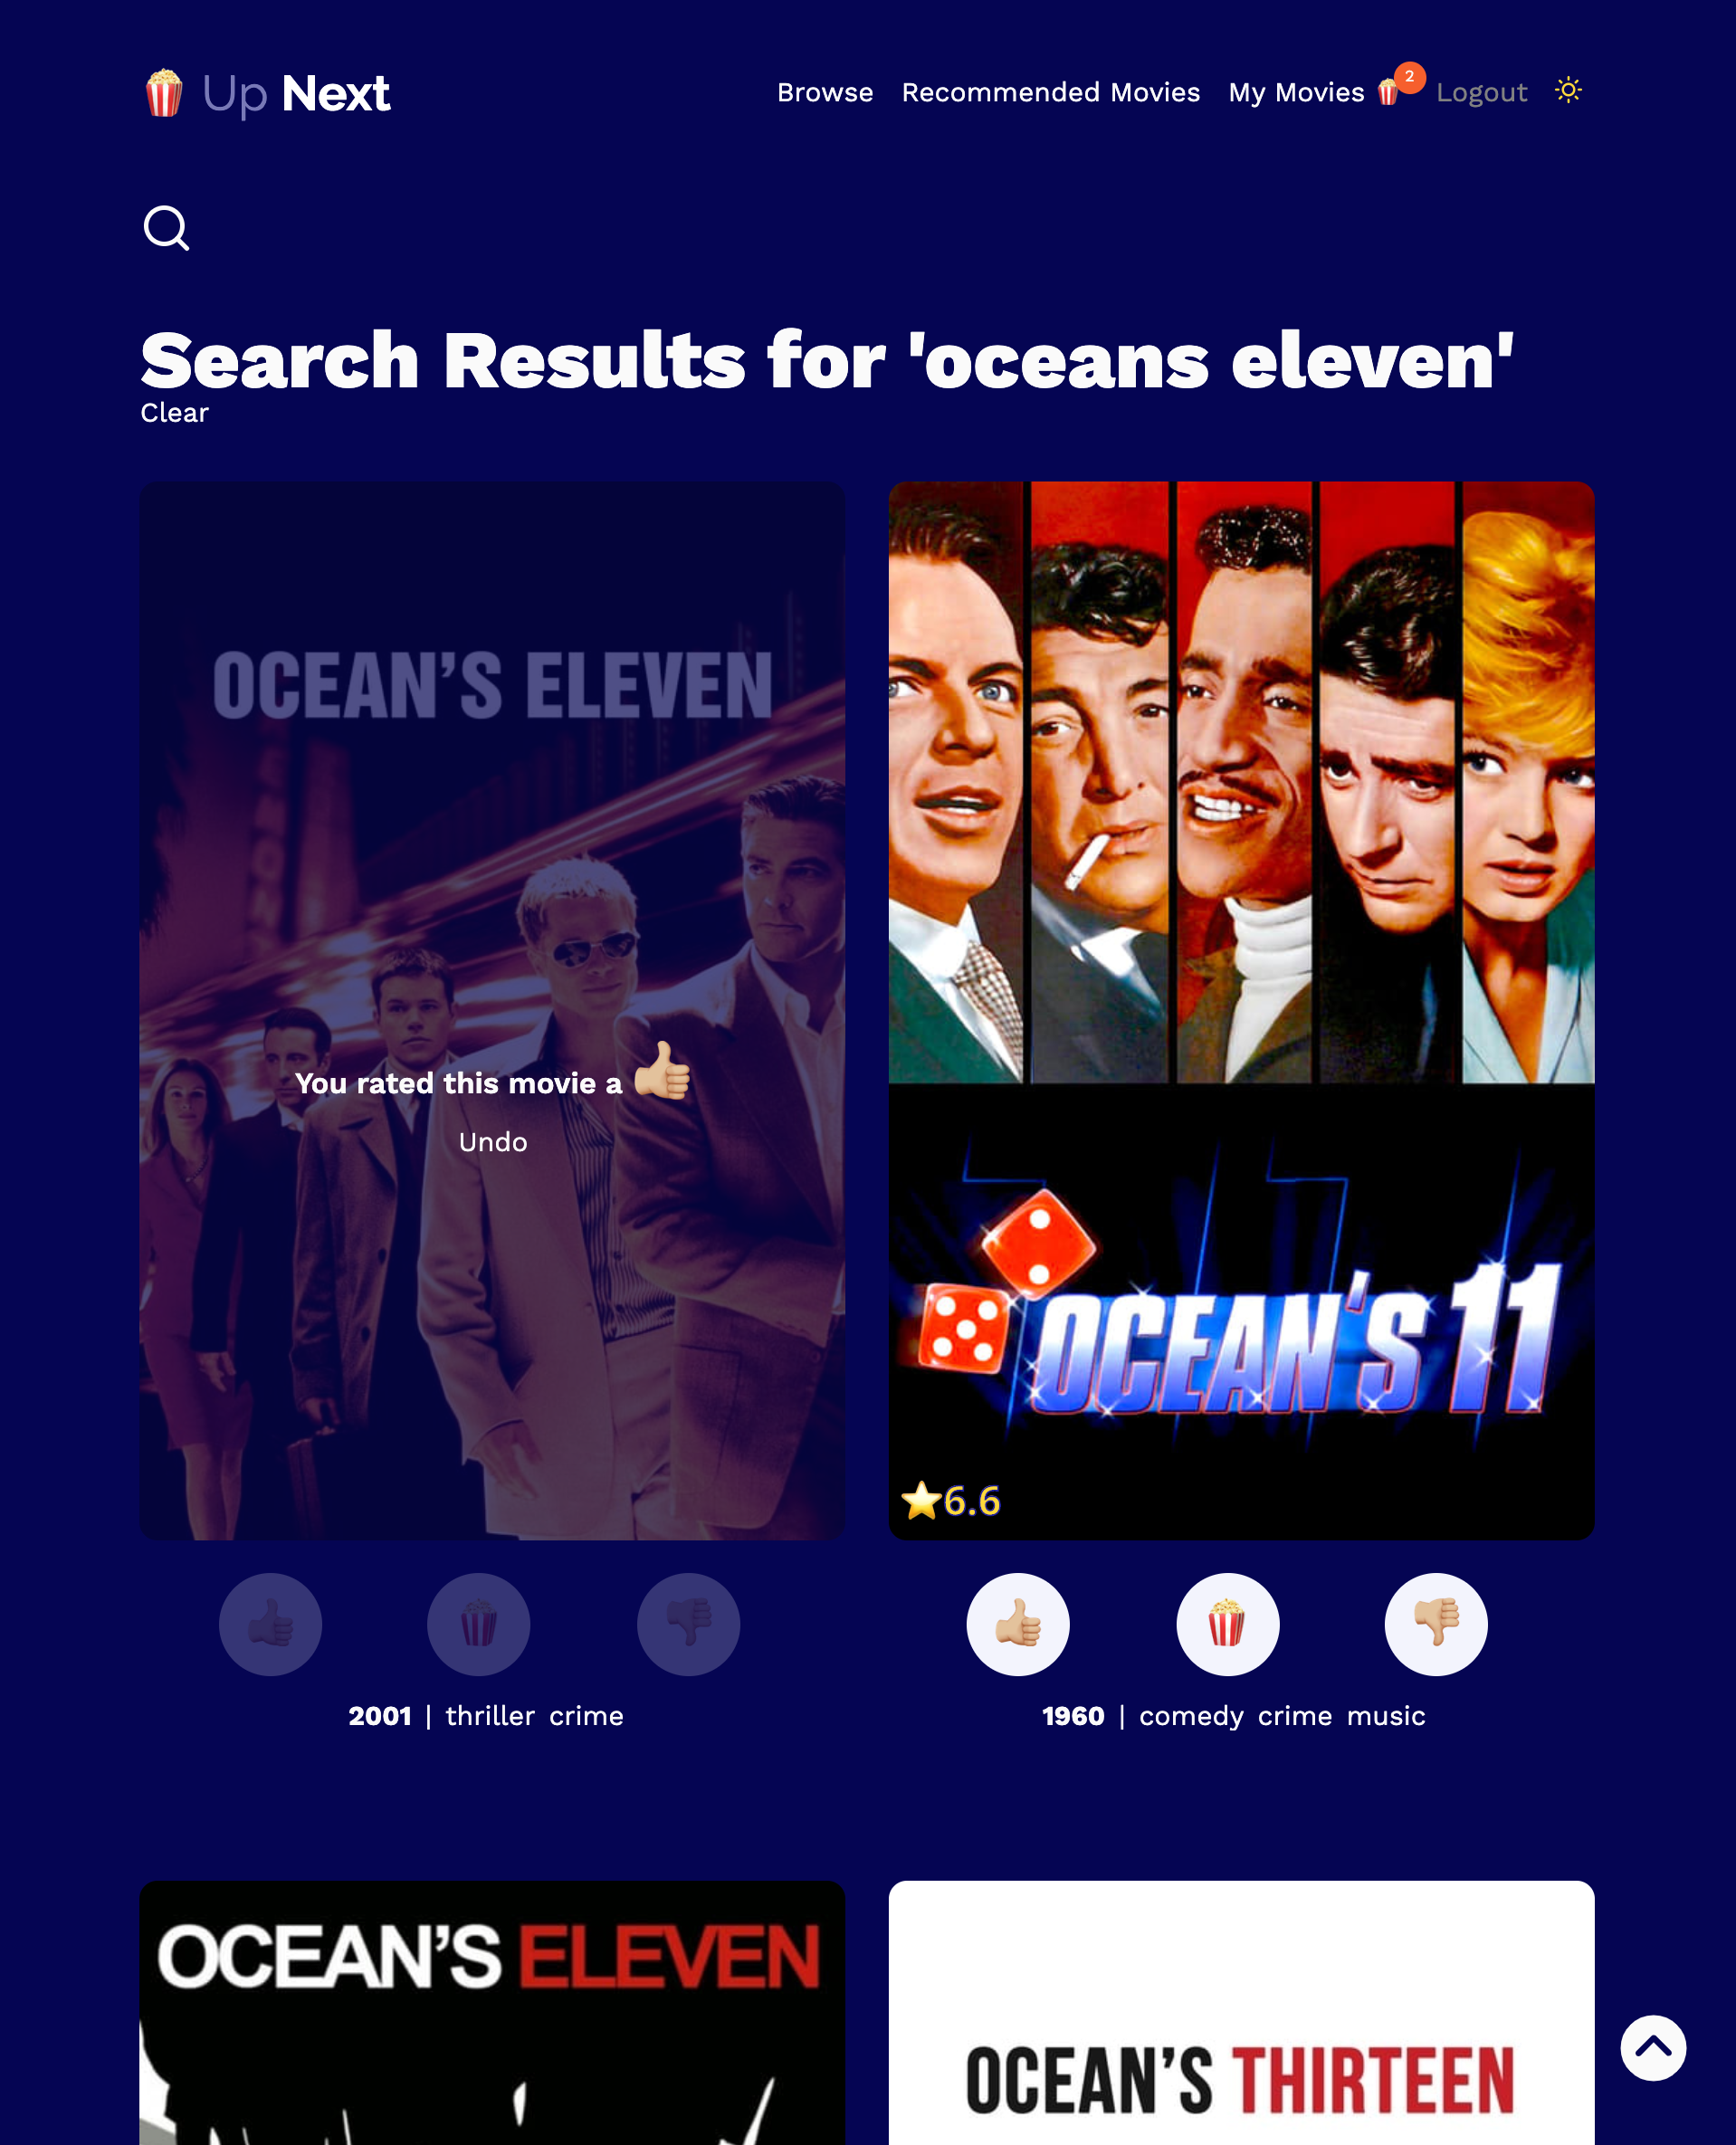 Up Next
Browse Recommended Movies My Movies 2 Logout
Search Results for 'oceans eleven'
Clear
OCEAN'S ELEVEN
You rated this movie a
Undo
OCEAN'S 11
6.6
2001 | thriller crime
1960 | comedy crime music
OCEAN'S ELEVEN
OCEAN'S THIRTEEN